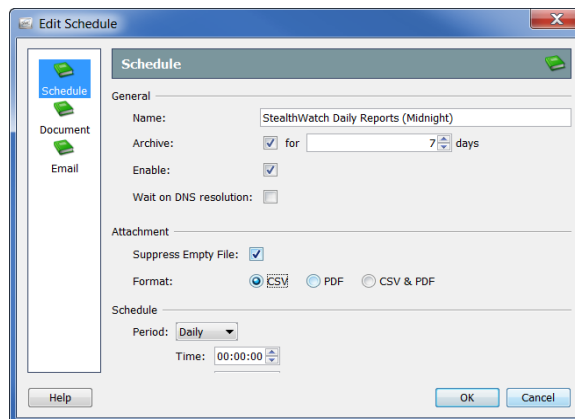 Edit Schedule
Schedule
Document
Email
Schedule
General
Name: StealthWatch Daily Reports (Midnight)
Archive: for 7 days
Enable:
Wait on DNS resolution:
Attachment
Suppress Empty File:
Format: CSV PDF CSV & PDF
Schedule
Period: Daily
Time: 00:00:00
Help OK Cancel